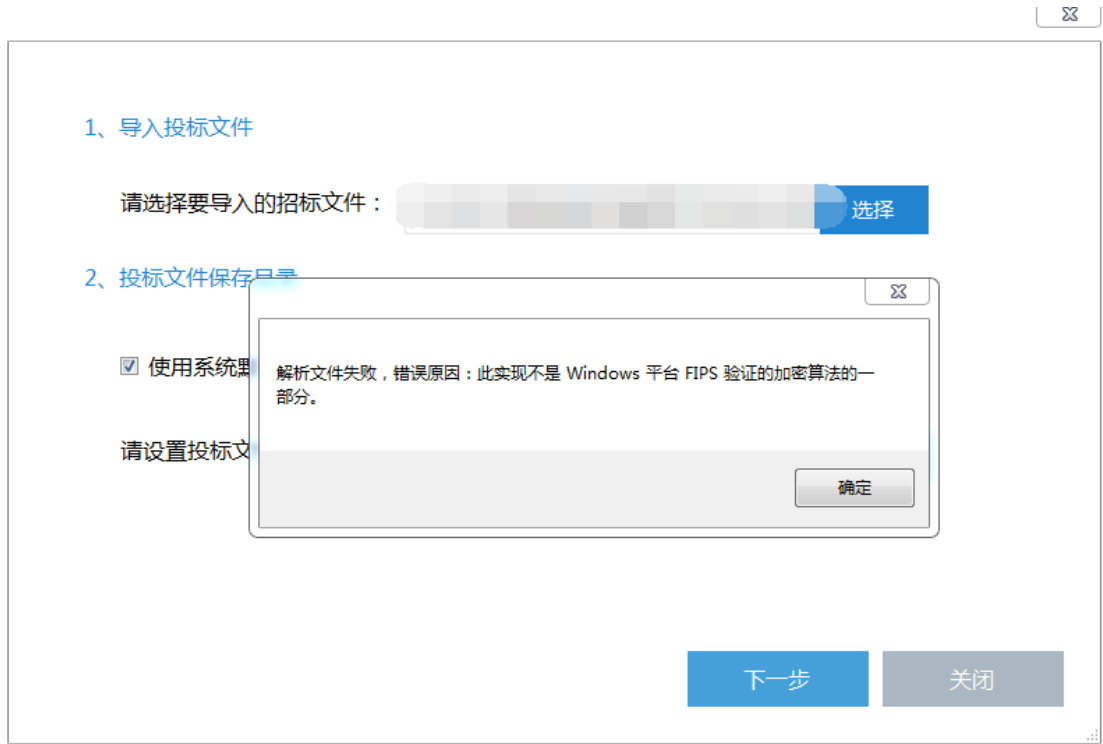 1、导入投标文件
请选择要导入的招标文件：
选择
2、投标文件保存目录
使用系统默
解析文件失败，错误原因：此实现不是 Windows 平台 FIPS 验证的加密算法的一
部分。
请设置投标文
确定
下一步
关闭